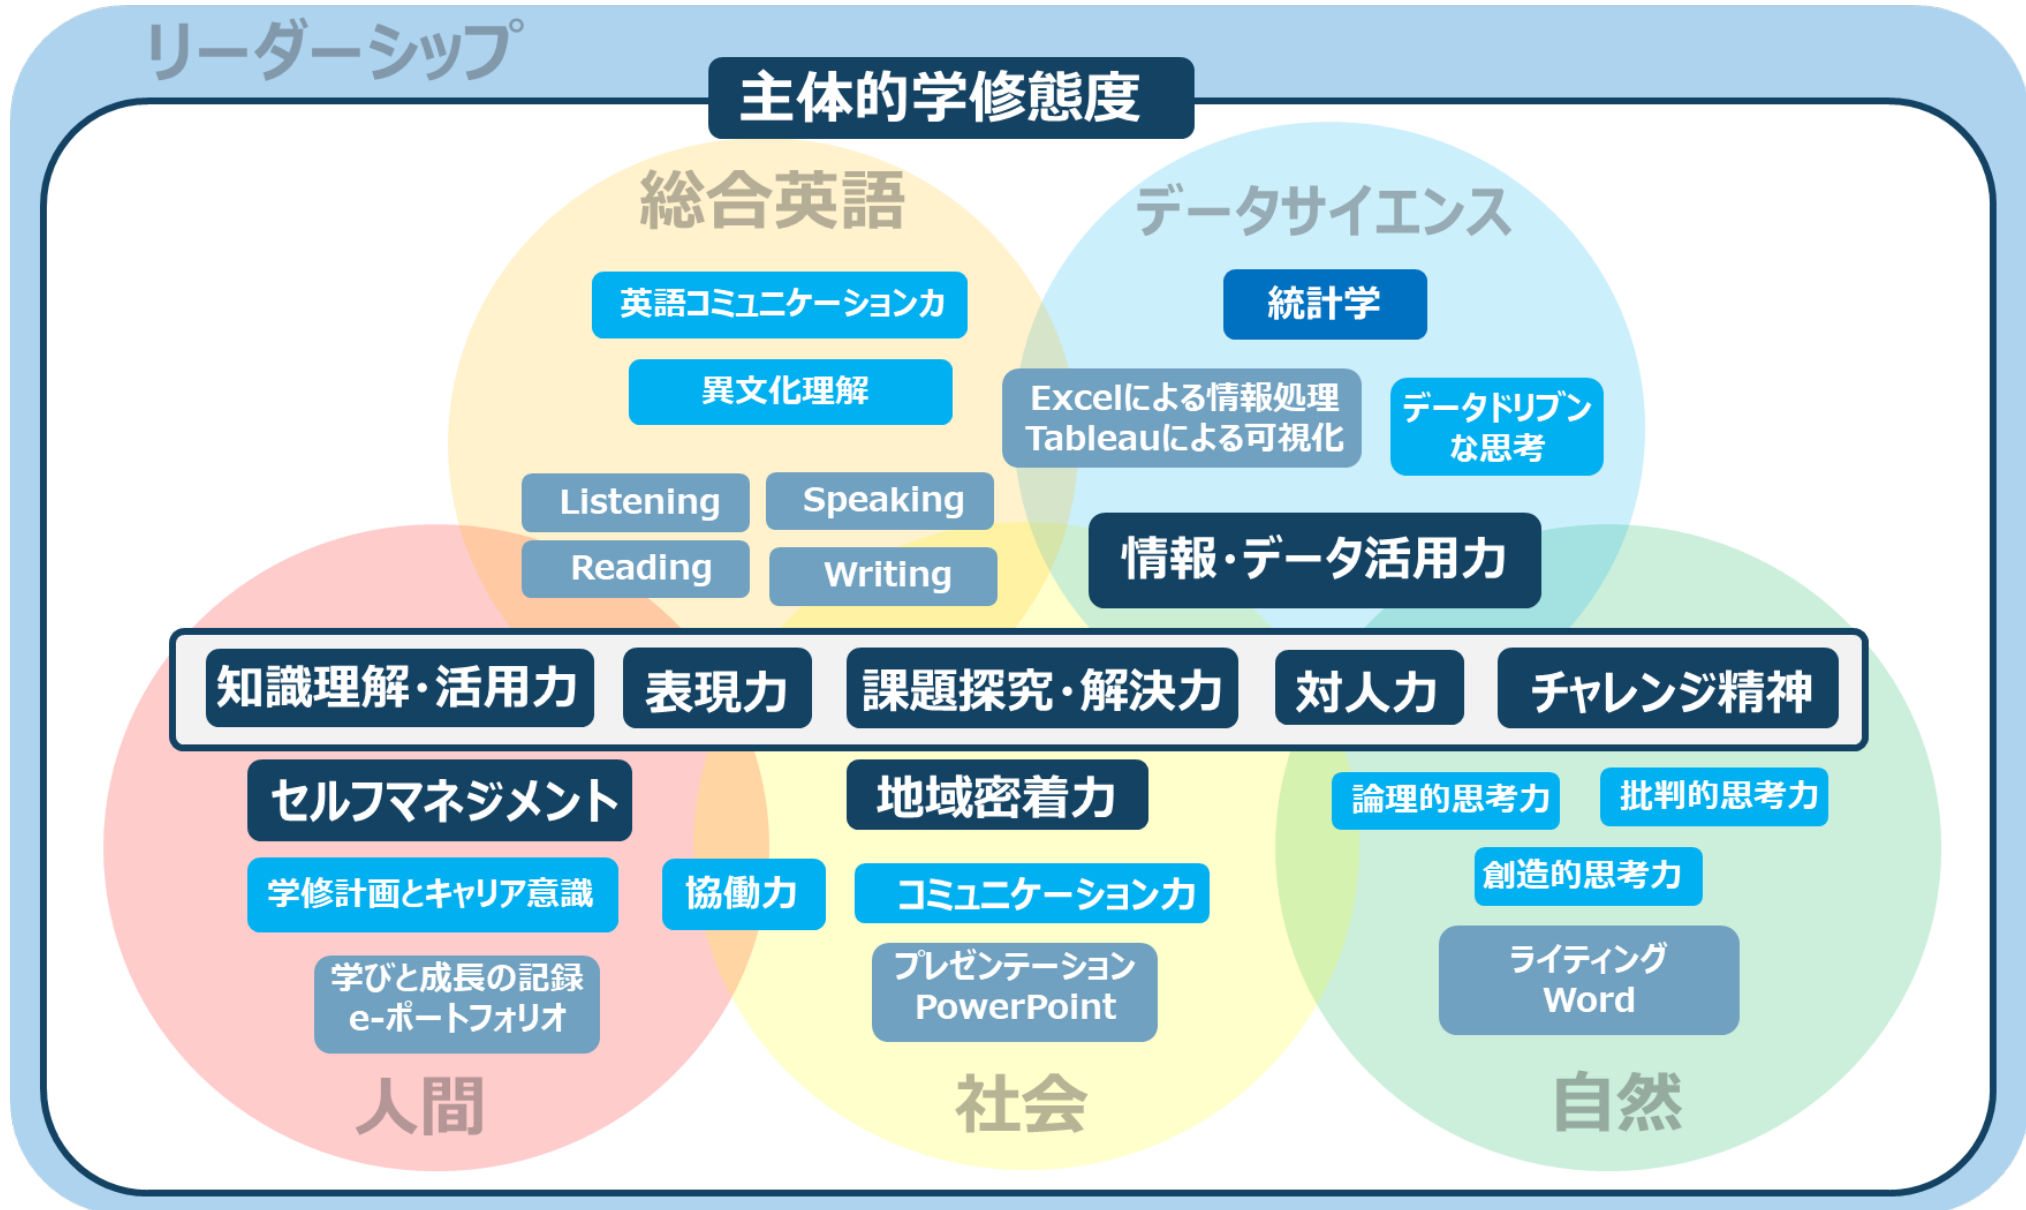 リーダーシップ
主体的学修態度
総合英語
データサイエンス
英語コミュニケーション力
統計学
異文化理解
Excelによる情報処理
Tableauによる可視化
データドリブン
な思考
Listening
Speaking
Reading
Writing
情報・データ活用力
知識理解・活用力
表現力
課題探究・解決力
対人力
チャレンジ精神
セルフマネジメント
地域密着力
論理的思考力
批判的思考力
学修計画とキャリア意識
協働力
コミュニケーション力
創造的思考力
学びと成長の記録
e-ポートフォリオ
プレゼンテーション
PowerPoint
ライティング
Word
人間
社会
自然